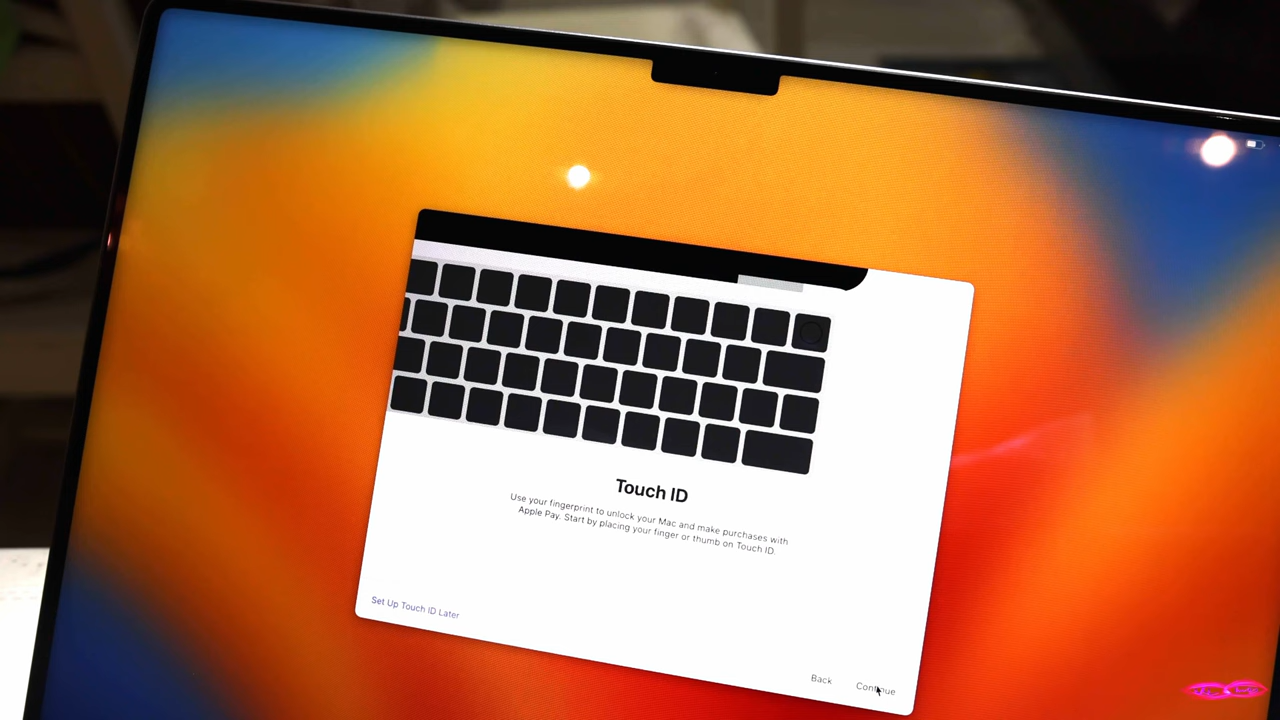 Touch ID
Use your fingerprint to unlock your Mac and make purchases with
Apple Pay. Start by placing your finger or thumb on Touch ID.
Set Up Touch ID Later
Back
Continue